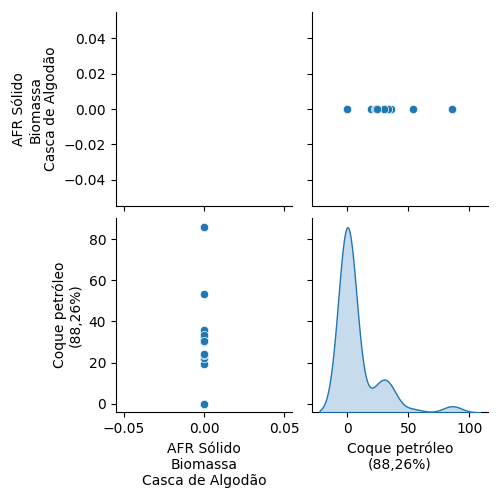 AFR Sólido
Biomassa
Casca de Algodão
0.04
0.02
0.00
−0.02
−0.04
Coque petróleo
(88,26%)
80
60
40
20
0
−0.05
0.00
0.05
AFR Sólido
Biomassa
Casca de Algodão
0
50
100
Coque petróleo
(88,26%)